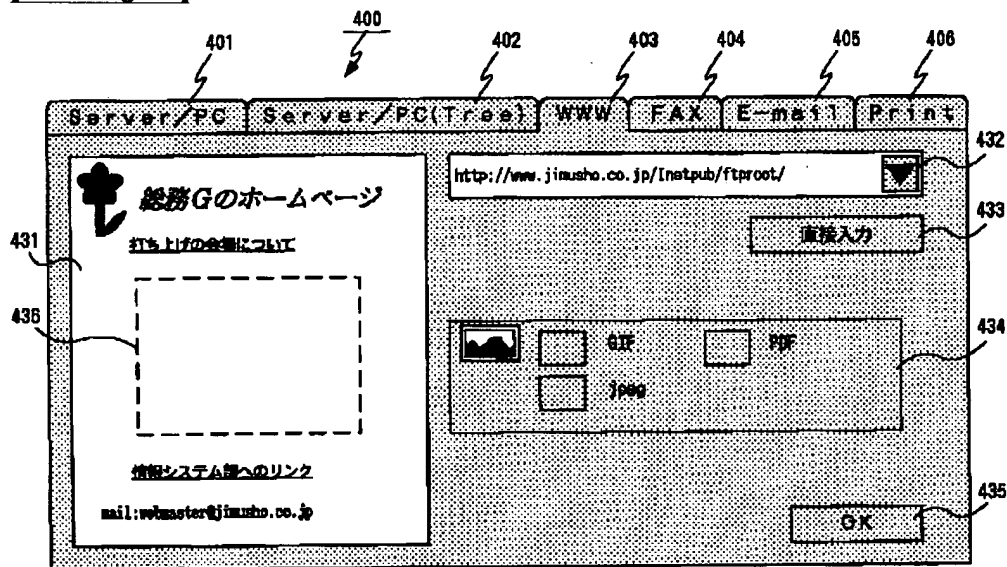 400
401
402
403
404
405
406
Server/PC
Server/PC(Tree)
WWW
FAX
E-mail
Print
432
総務Gのホームページ
http://www.jimusho.co.jp/Inetpub/ftproot/
433
打ち上げの会場について
直接入力
431
436
434
GIF
PDF
jpeg
情報システム部へのリンク
mail:webmaster@jimusho.co.jp
435
OK